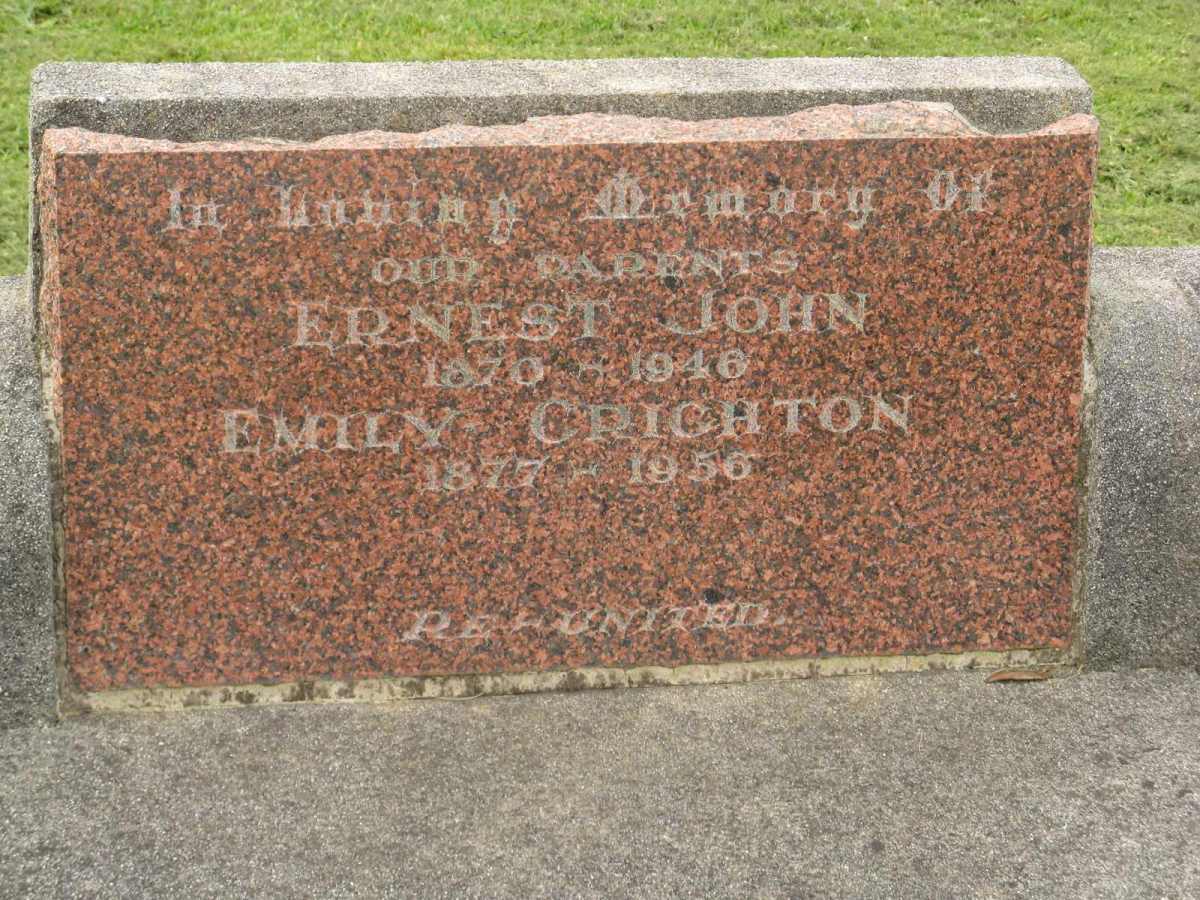 In Loving Memory Of
OUR PARENTS
ERNEST JOHN
1870 - 1946
EMILY CRICHTON
1877 - 1956
RE-UNITED.